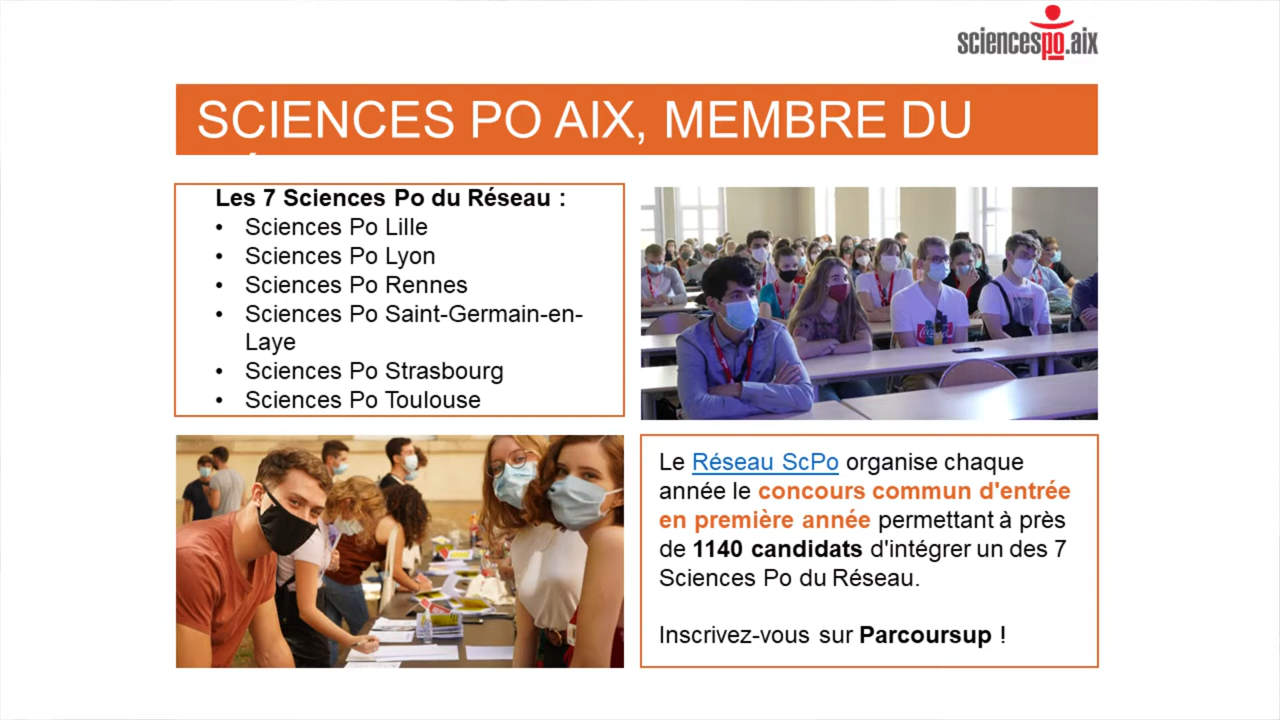 sciencespo.aix
SCIENCES PO AIX, MEMBRE DU
Les 7 Sciences Po du Réseau :
• Sciences Po Lille
• Sciences Po Lyon
• Sciences Po Rennes
• Sciences Po Saint-Germain-en-
Laye
• Sciences Po Strasbourg
• Sciences Po Toulouse
Le Réseau ScPo organise chaque
année le concours commun d'entrée
en première année permettant à près
de 1140 candidats d'intégrer un des 7
Sciences Po du Réseau.
Inscrivez-vous sur Parcoursup !